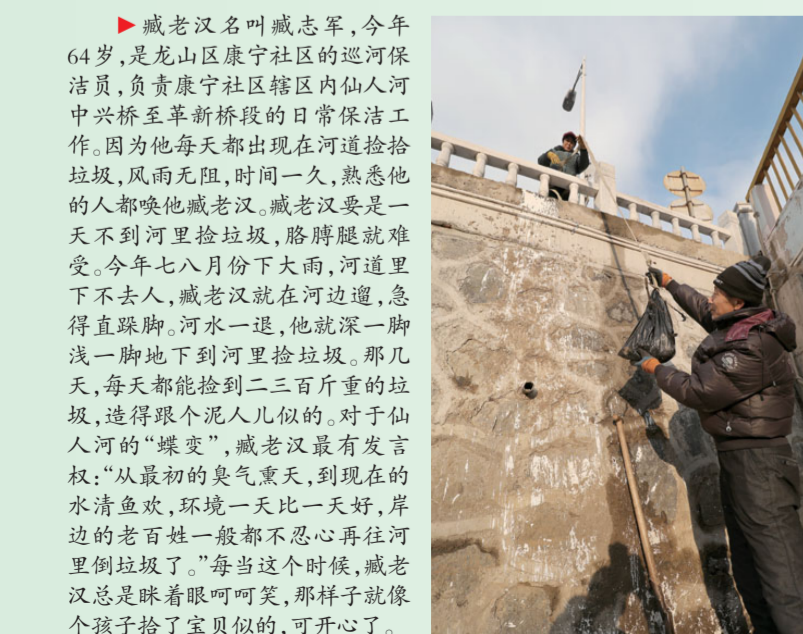 ▶臧老汉名叫臧志军,今年
64岁,是龙山区康宁社区的巡河保
洁员,负责康宁社区辖区内仙人河
中兴桥至革新桥段的日常保洁工
作。因为他每天都出现在河道捡拾
垃圾,风雨无阻,时间一久,熟悉他
的人都唤他臧老汉。臧老汉要是一
天不到河里捡垃圾,胳膊腿就难
受。今年七八月份下大雨,河道里
下不去人,臧老汉就在河边遛,急
得直跺脚。河水一退,他就深一脚
浅一脚地下到河里捡垃圾。那几
天,每天都能捡到二三百斤重的垃
圾,造得跟个泥人儿似的。对于仙
人河的“蝶变”,臧老汉最有发言
权:“从最初的臭气熏天,到现在的
水清鱼欢,环境一天比一天好,岸
边的老百姓一般都不忍心再往河
里倒垃圾了。”每当这个时候,臧老
汉总是眯着眼呵呵笑,那样子就像
个孩子拾了宝贝似的,可开心了。